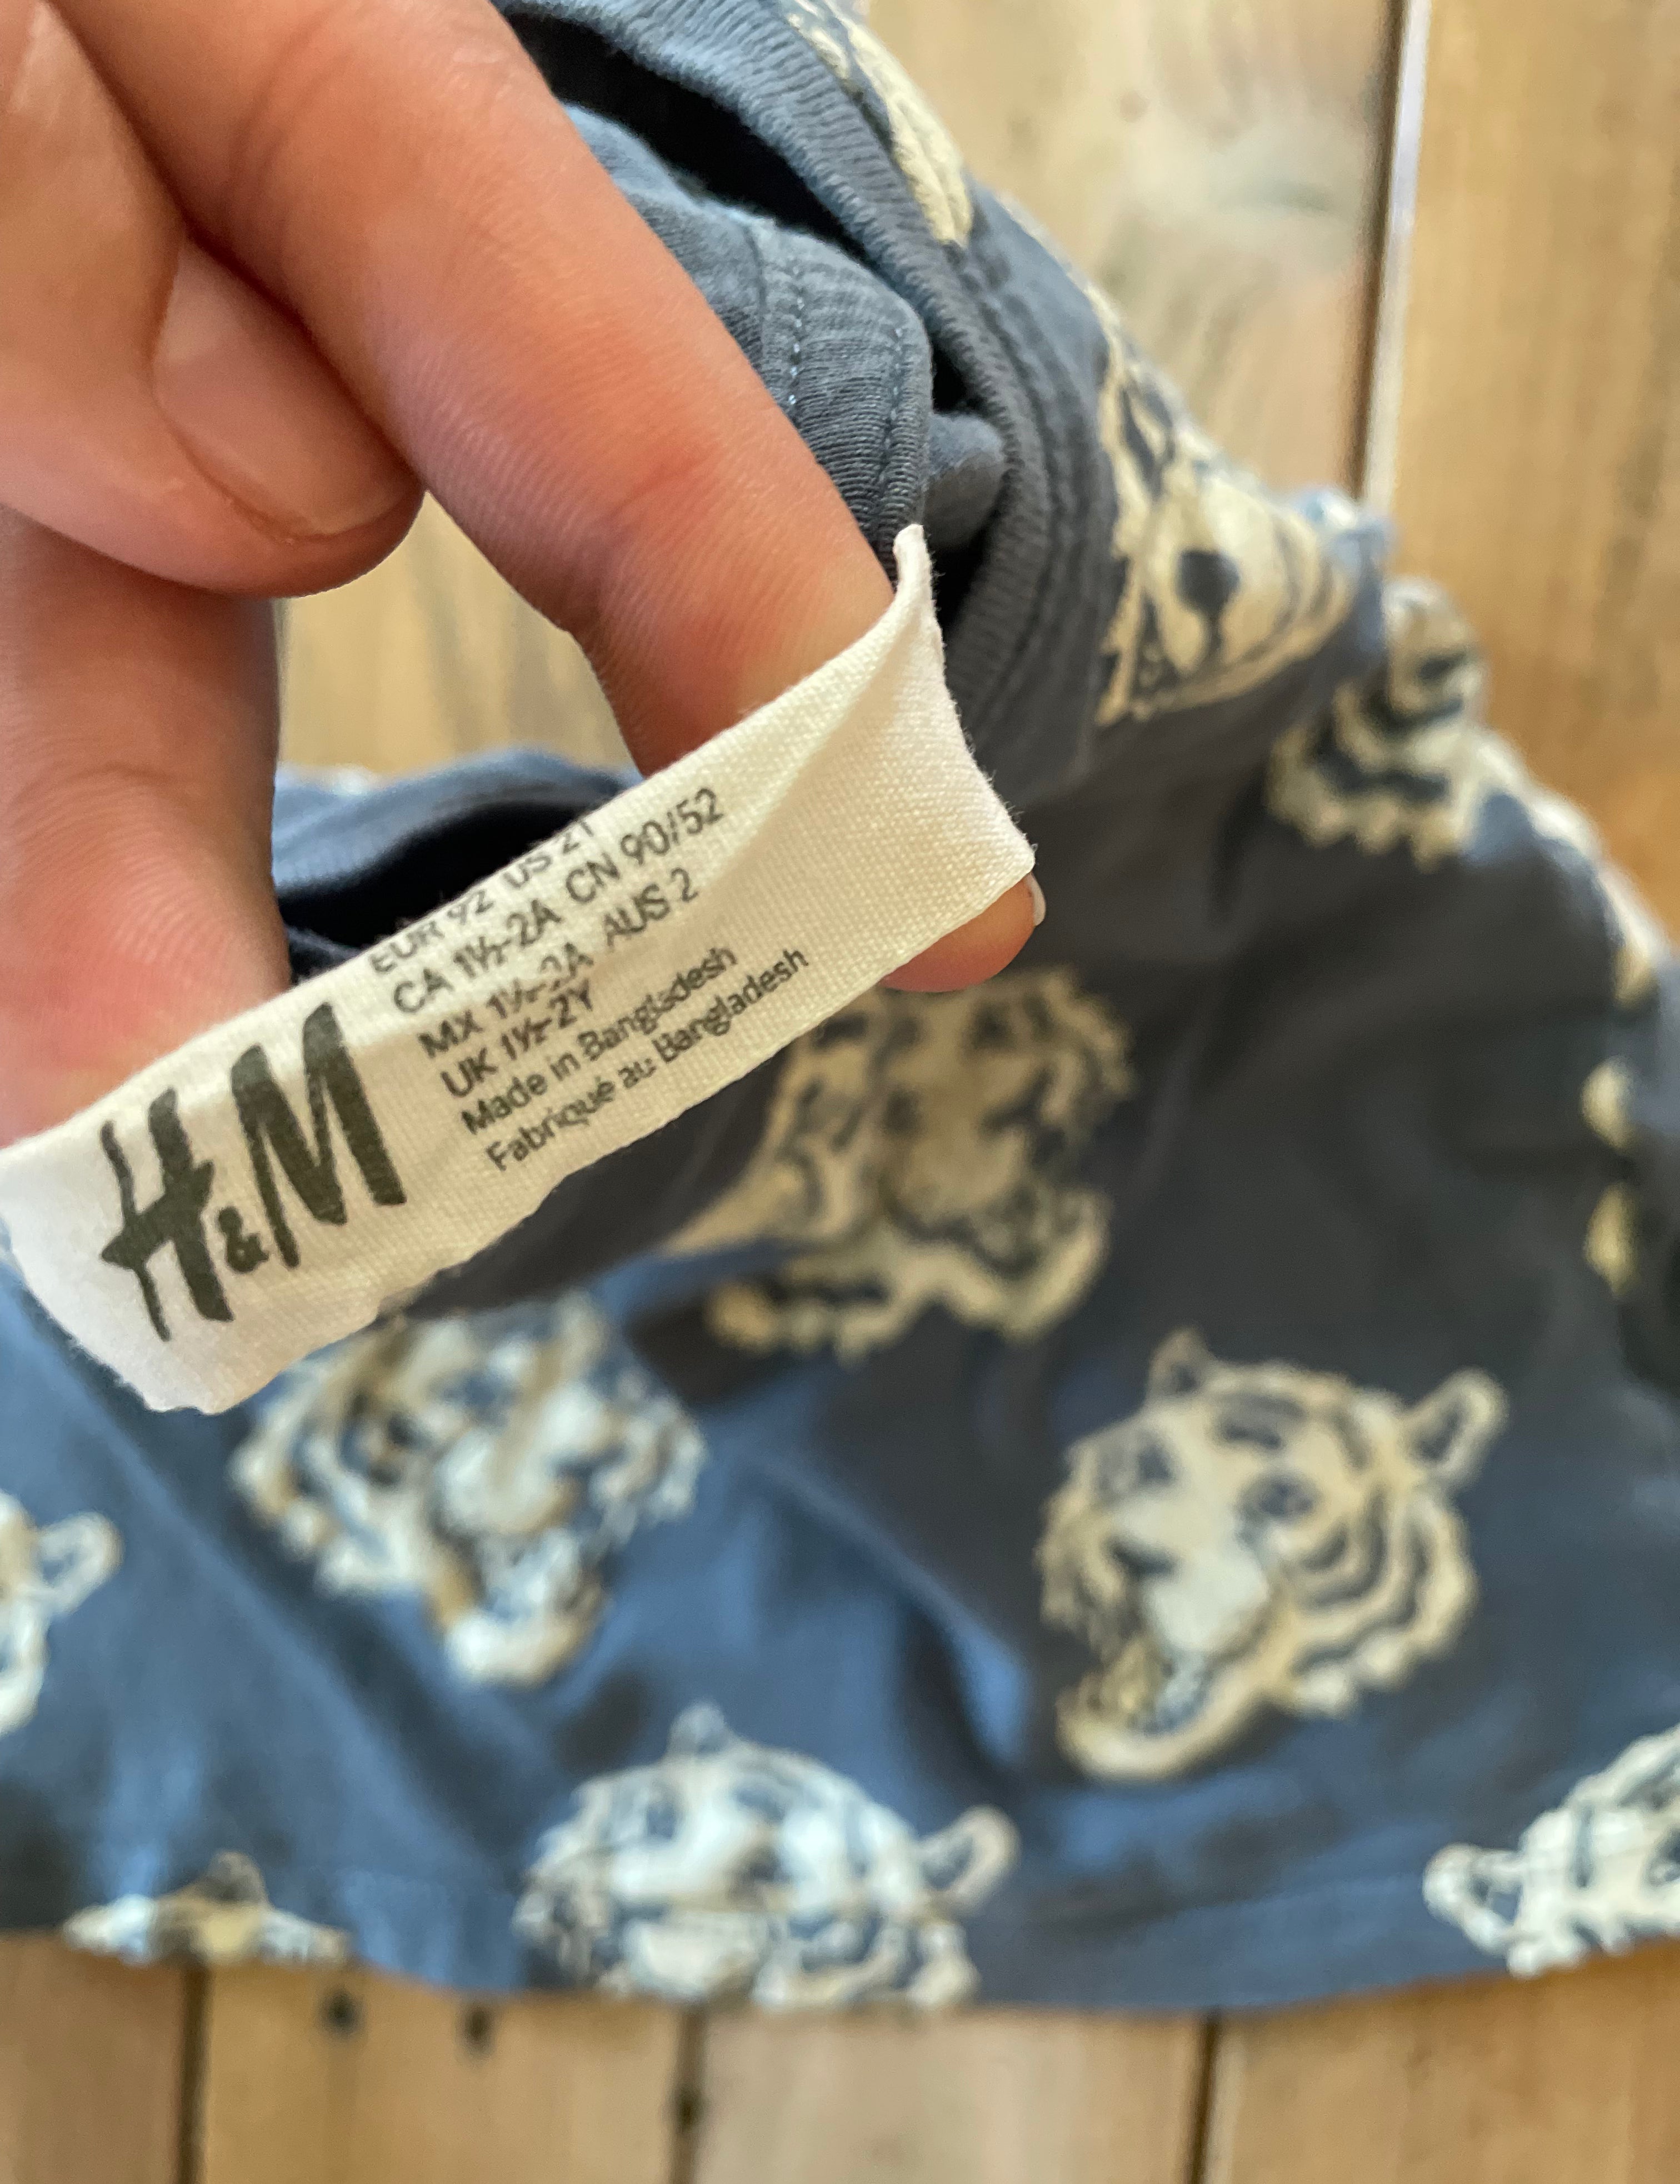 H&M
EUR 92 US 2T
CA 1½-2A CN 90/52
MX 1½-2A AUS 2
UK 1½-2Y
Made in Bangladesh
Fabriqué au Bangladesh